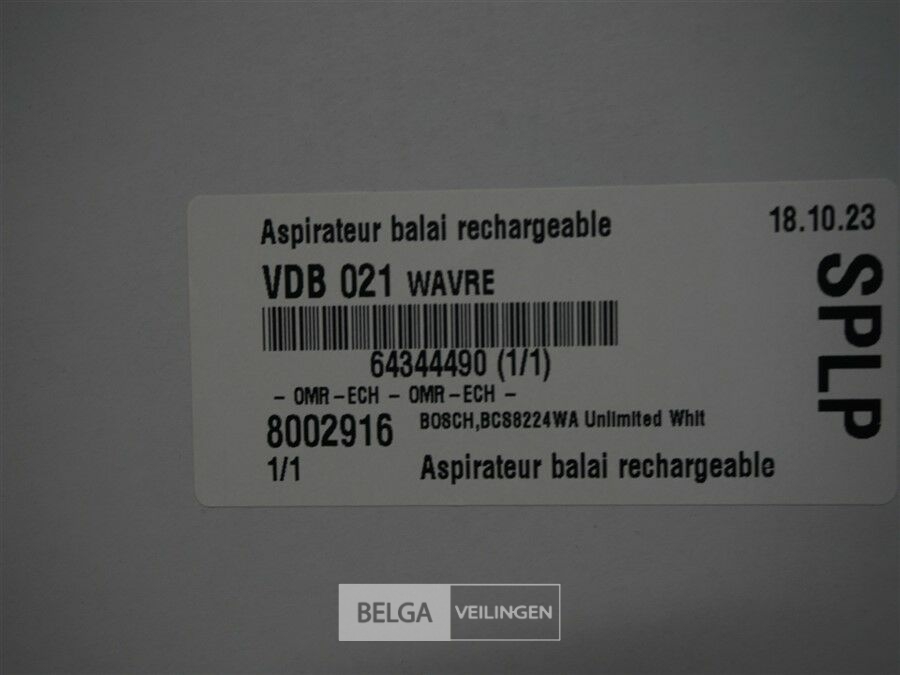 Aspirateur balai rechargeable
18.10.23
VDB 021 WAVRE
SPLP
64344490 (1/1)
- OMR-ECH - OMR-ECH -
8002916
BOSCH,BCS8224WA Unlimited Whit
1/1
Aspirateur balai rechargeable
BELGA VEILINGEN